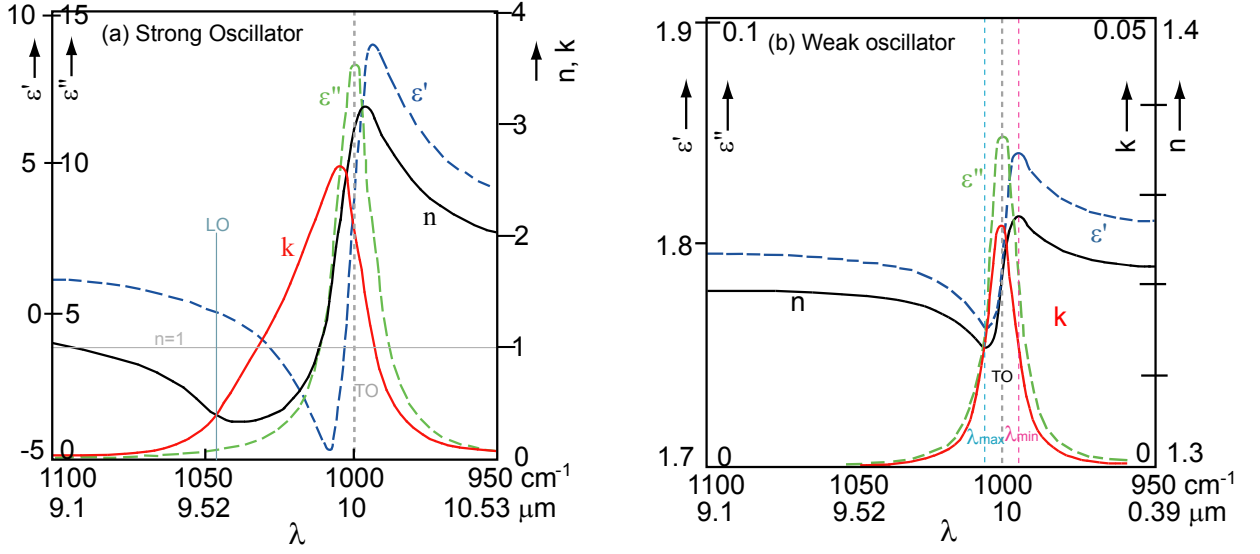 (a) Strong Oscillator
10 15 4
ε' → ε'' → → n, k
ε'' ε'
3
5 10
n
LO 2
k
0 5 n=1 1
TO
-5 0 0
1100 1050 1000 950 cm-1
9.1 9.52 10 10.53 μm
λ
(b) Weak oscillator
1.9 0.1 0.05 1.4
ε' → ε'' → k → n →
ε''
1.8 ε'
n k
TO
λmax λmin
1.7 0 0 1.3
1100 1050 1000 950 cm-1
9.1 9.52 10 0.39 μm
λ